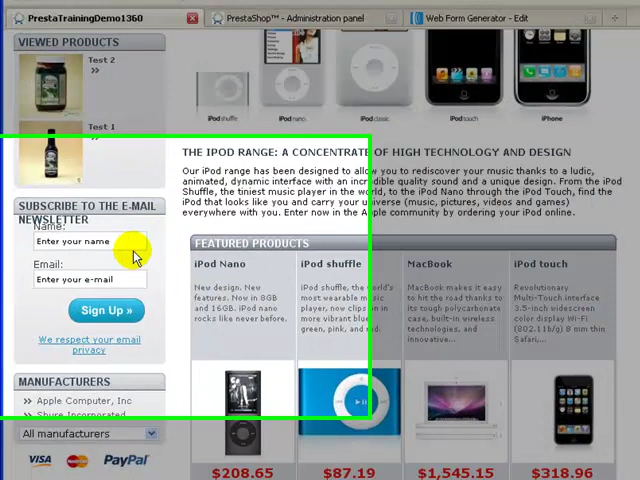 PrestaTrainingDemo1360
PrestaShop™ - Administration panel
Web Form Generator - Edit
VIEWED PRODUCTS
Test 2
Test 1
iPod shuffle
iPod nano
iPod classic
iPod touch
iPhone
THE IPOD RANGE: A CONCENTRATE OF HIGH TECHNOLOGY AND DESIGN
Our iPod range has been designed to allow you to rediscover your music thanks to a ludic,
animated, dynamic interface with an incredible quality sound and a unique design. From the iPod
Shuffle, the tiniest music player in the world, to the iPod Nano through the iPod Touch, find the
iPod that looks like you and carry your universe (music, pictures, videos and games)
everywhere with you. Enter now in the Apple community by ordering your iPod online.
SUBSCRIBE TO THE E-MAIL
NEWSLETTER
Name:
Enter your name
Email:
Enter your e-mail
Sign Up »
We respect your email
privacy
MANUFACTURERS
Apple Computer, Inc
Shure Incorporated
All manufacturers
VISA
MasterCard
PayPal
FEATURED PRODUCTS
iPod Nano
New design. New
features. Now in 8GB
and 16GB. iPod nano
rocks like never before.
$208.65
iPod shuffle
iPod shuffle, the world's
most wearable music
player, now clips on in
more vibrant blue,
green, pink, and red.
$87.19
MacBook
MacBook makes it easy
to hit the road thanks to
its tough polycarbonate
case, built-in wireless
technologies, and
innovative...
$1,545.15
iPod touch
Revolutionary
Multi-Touch interface
3.5-inch widescreen
color display Wi-Fi
(802.11b/g) 8 mm thin
Safari,...
$318.96